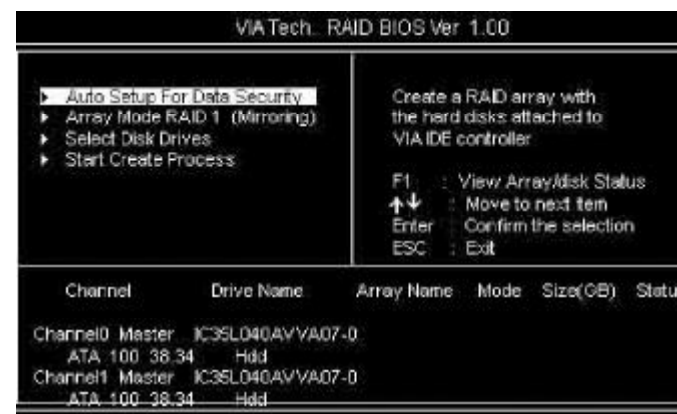 VIA Tech. RAID BIOS Ver 1.00
Auto Setup For Data Security
Array Mode RAID 1 (Mirroring)
Select Disk Drives
Start Create Process
Create a RAID array with
the hard disks attached to
VIA IDE controller
F1 : View Array/disk Status
↑↓ : Move to next item
Enter : Confirm the selection
ESC : Exit
Channel Drive Name Array Name Mode Size(GB) Statu
Channel0 Master IC35L040AVVA07-0
ATA 100 38.34 Hdd
Channel1 Master IC35L040AVVA07-0
ATA 100 38.34 Hdd